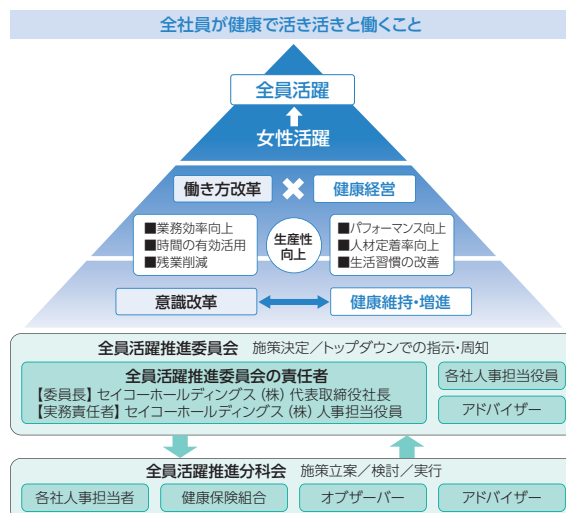 全社員が健康で活き活きと働くこと
全員活躍
女性活躍
働き方改革
健康経営
■業務効率向上
■時間の有効活用
■残業削減
生産性
向上
■パフォーマンス向上
■人材定着率向上
■生活習慣の改善
意識改革
健康維持・増進
全員活躍推進委員会 施策決定／トップダウンでの指示・周知
全員活躍推進委員会の責任者
【委員長】セイコーホールディングス（株）代表取締役社長
【実務責任者】セイコーホールディングス（株）人事担当役員
各社人事担当役員
アドバイザー
全員活躍推進分科会 施策立案／検討／実行
各社人事担当者
健康保険組合
オブザーバー
アドバイザー